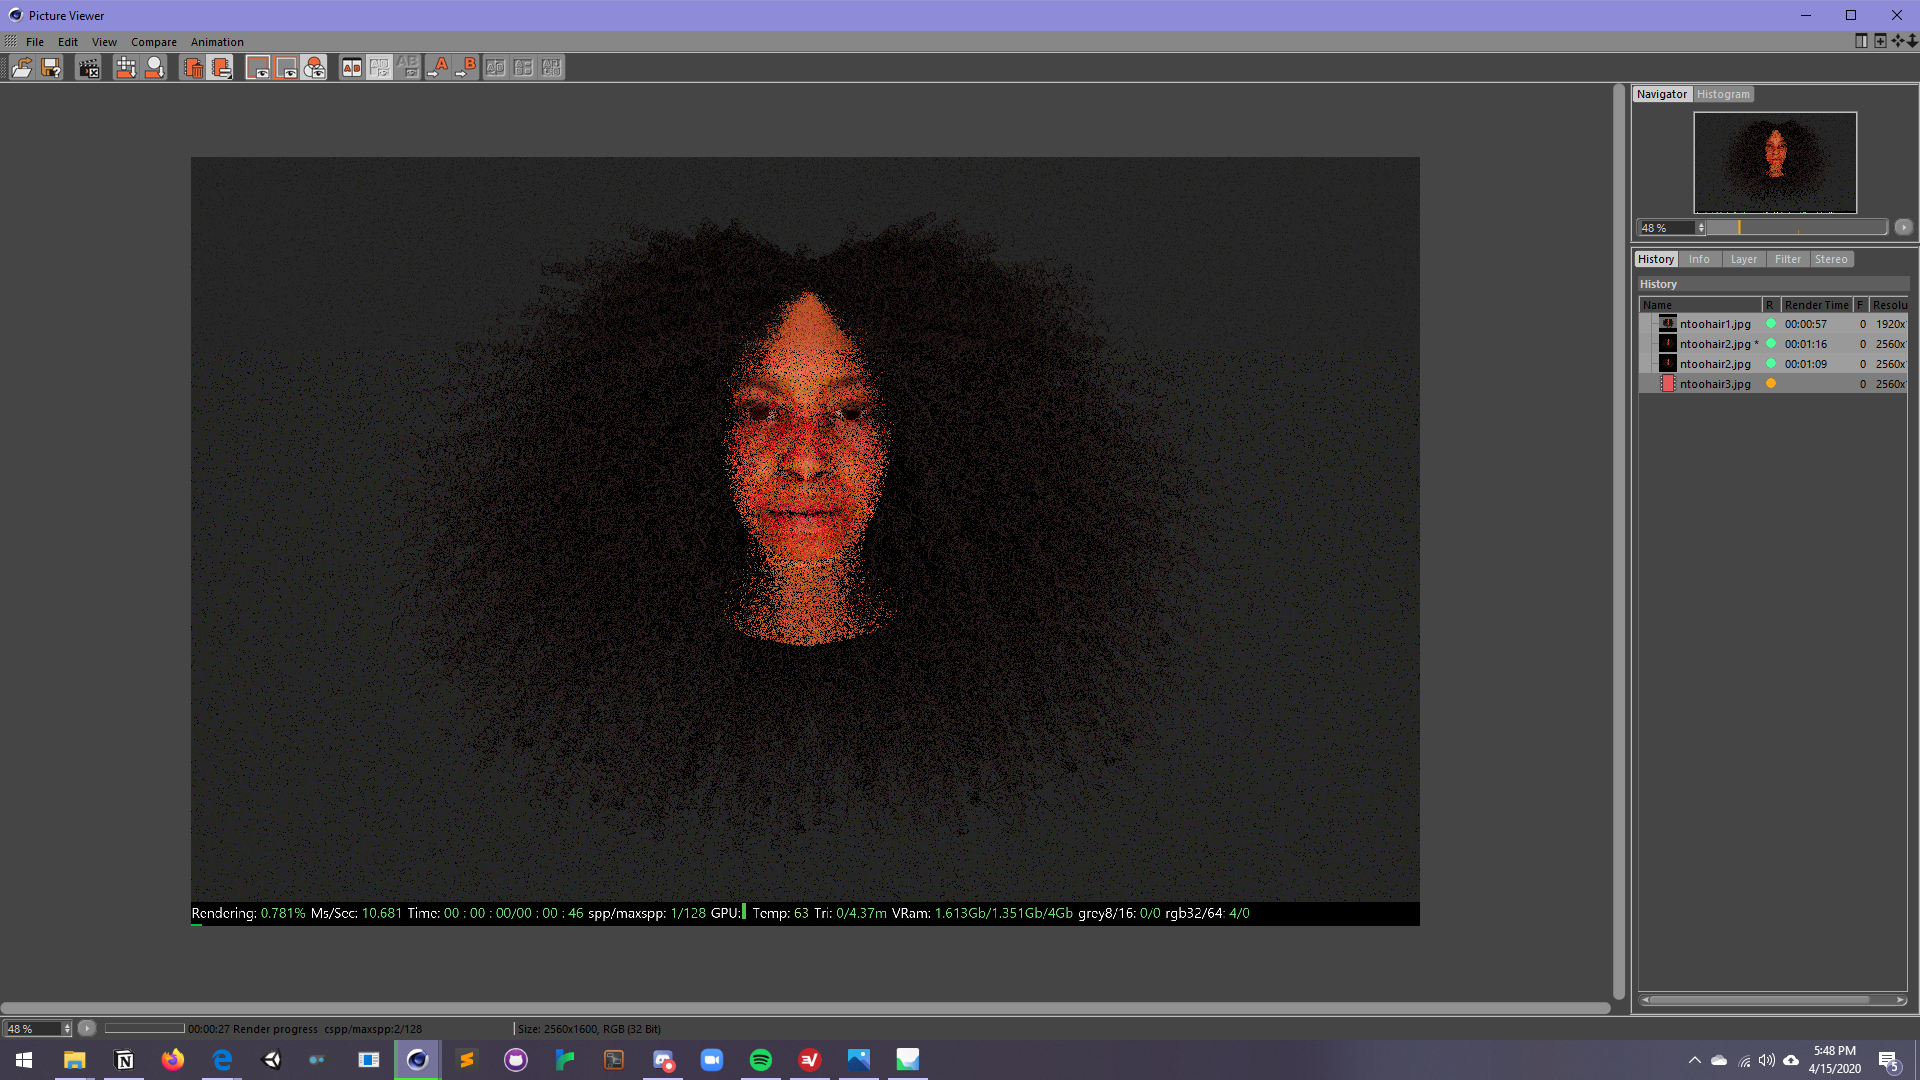 Picture Viewer
File Edit View Compare Animation
Navigator Histogram
48 %
History Info Layer Filter Stereo
History
Name R Render Time F Resolu
ntoohair1.jpg 00:00:57 0 1920x
ntoohair2.jpg * 00:01:16 0 2560x
ntoohair2.jpg 00:01:09 0 2560x
ntoohair3.jpg 0 2560x
Rendering: 0.781% Ms/Sec: 10.681 Time: 00 : 00 : 00/00 : 00 : 46 spp/maxspp: 1/128 GPU: Temp: 63 Tri: 0/4.37m VRam: 1.613Gb/1.351Gb/4Gb grey8/16: 0/0 rgb32/64: 4/0
48 % 00:00:27 Render progress cspp/maxspp:2/128 Size: 2560x1600, RGB (32 Bit)
5:48 PM
4/15/2020
5